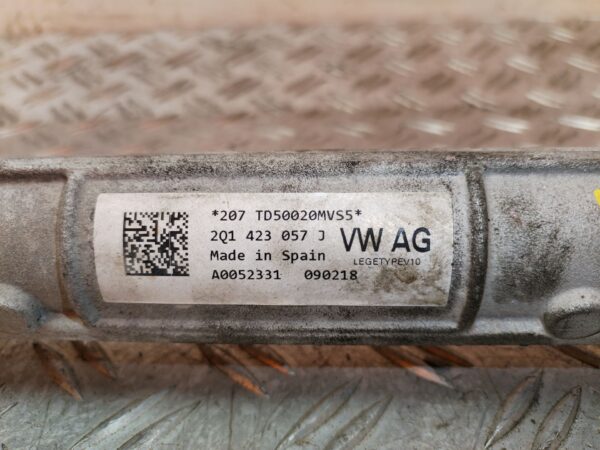 *207 TD50020MVS5*
2Q1 423 057 J VW AG
Made in Spain LEGETYPEV10
A0052331 090218